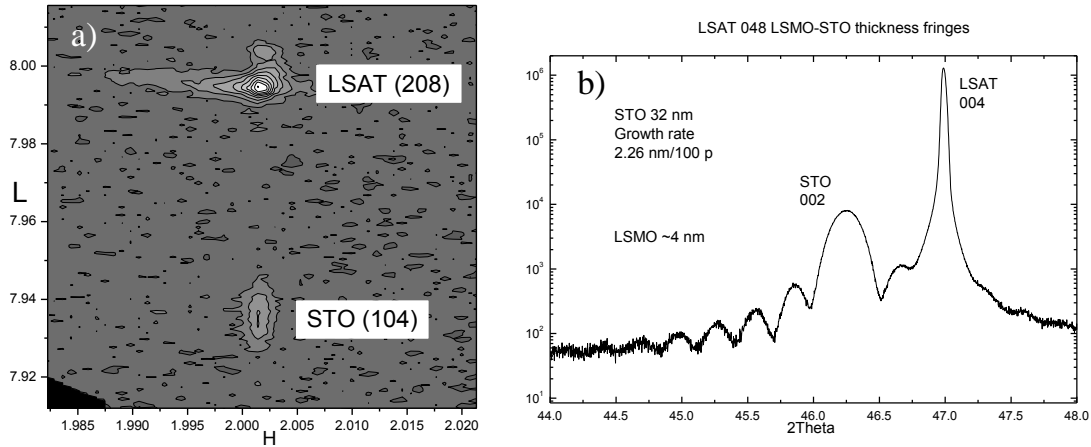 a)
LSAT (208)
STO (104)
L
8.00
7.98
7.96
7.94
7.92
1.985 1.990 1.995 2.000 2.005 2.010 2.015 2.020
H
LSAT 048 LSMO-STO thickness fringes
b)
STO 32 nm
Growth rate
2.26 nm/100 p
LSMO ~4 nm
STO
002
LSAT
004
10^6
10^5
10^4
10^3
10^2
10^1
44.0 44.5 45.0 45.5 46.0 46.5 47.0 47.5 48.0
2Theta